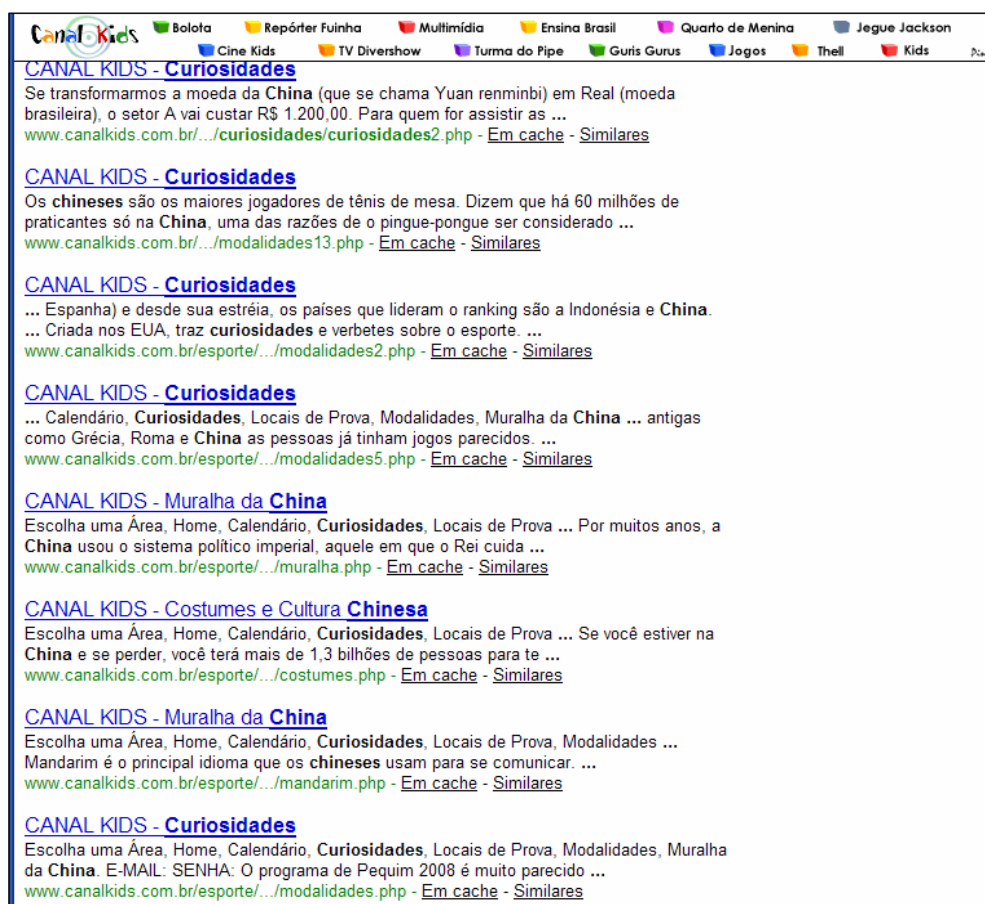 Canal Kids
Bolota Repórter Fuinha Multimídia Ensina Brasil Quarto de Menina Jegue Jackson
Cine Kids TV Divershow Turma do Pipe Guris Gurus Jogos Thell Kids
CANAL KIDS - Curiosidades
Se transformarmos a moeda da China (que se chama Yuan renminbi) em Real (moeda
brasileira), o setor A vai custar R$ 1.200,00. Para quem for assistir as ...
www.canalkids.com.br/.../curiosidades/curiosidades2.php - Em cache - Similares
CANAL KIDS - Curiosidades
Os chineses são os maiores jogadores de tênis de mesa. Dizem que há 60 milhões de
praticantes só na China, uma das razões de o pingue-pongue ser considerado ...
www.canalkids.com.br/.../modalidades13.php - Em cache - Similares
CANAL KIDS - Curiosidades
... Espanha) e desde sua estréia, os países que lideram o ranking são a Indonésia e China.
... Criada nos EUA, traz curiosidades e verbetes sobre o esporte. ...
www.canalkids.com.br/esporte/.../modalidades2.php - Em cache - Similares
CANAL KIDS - Curiosidades
... Calendário, Curiosidades, Locais de Prova, Modalidades, Muralha da China ... antigas
como Grécia, Roma e China as pessoas já tinham jogos parecidos. ...
www.canalkids.com.br/esporte/.../modalidades5.php - Em cache - Similares
CANAL KIDS - Muralha da China
Escolha uma Área, Home, Calendário, Curiosidades, Locais de Prova ... Por muitos anos, a
China usou o sistema político imperial, aquele em que o Rei cuida ...
www.canalkids.com.br/esporte/.../muralha.php - Em cache - Similares
CANAL KIDS - Costumes e Cultura Chinesa
Escolha uma Área, Home, Calendário, Curiosidades, Locais de Prova ... Se você estiver na
China e se perder, você terá mais de 1,3 bilhões de pessoas para te ...
www.canalkids.com.br/esporte/.../costumes.php - Em cache - Similares
CANAL KIDS - Muralha da China
Escolha uma Área, Home, Calendário, Curiosidades, Locais de Prova, Modalidades ...
Mandarim é o principal idioma que os chineses usam para se comunicar. ...
www.canalkids.com.br/esporte/.../mandarim.php - Em cache - Similares
CANAL KIDS - Curiosidades
Escolha uma Área, Home, Calendário, Curiosidades, Locais de Prova, Modalidades, Muralha
da China. E-MAIL: SENHA: O programa de Pequim 2008 é muito parecido ...
www.canalkids.com.br/esporte/.../modalidades.php - Em cache - Similares